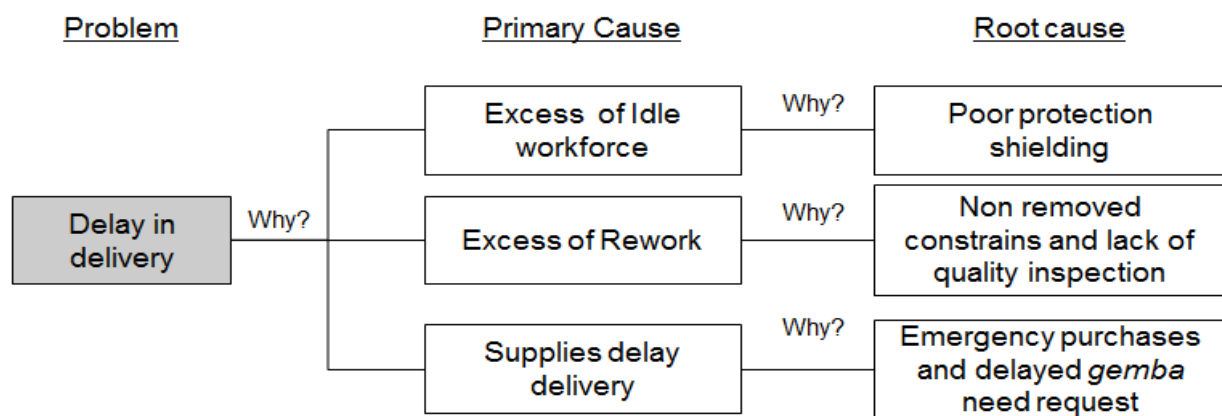 Problem
Primary Cause
Root cause
Excess of Idle
workforce
Why?
Poor protection
shielding
Delay in
delivery
Why?
Excess of Rework
Why?
Non removed
constrains and lack of
quality inspection
Supplies delay
delivery
Why?
Emergency purchases
and delayed gemba
need request